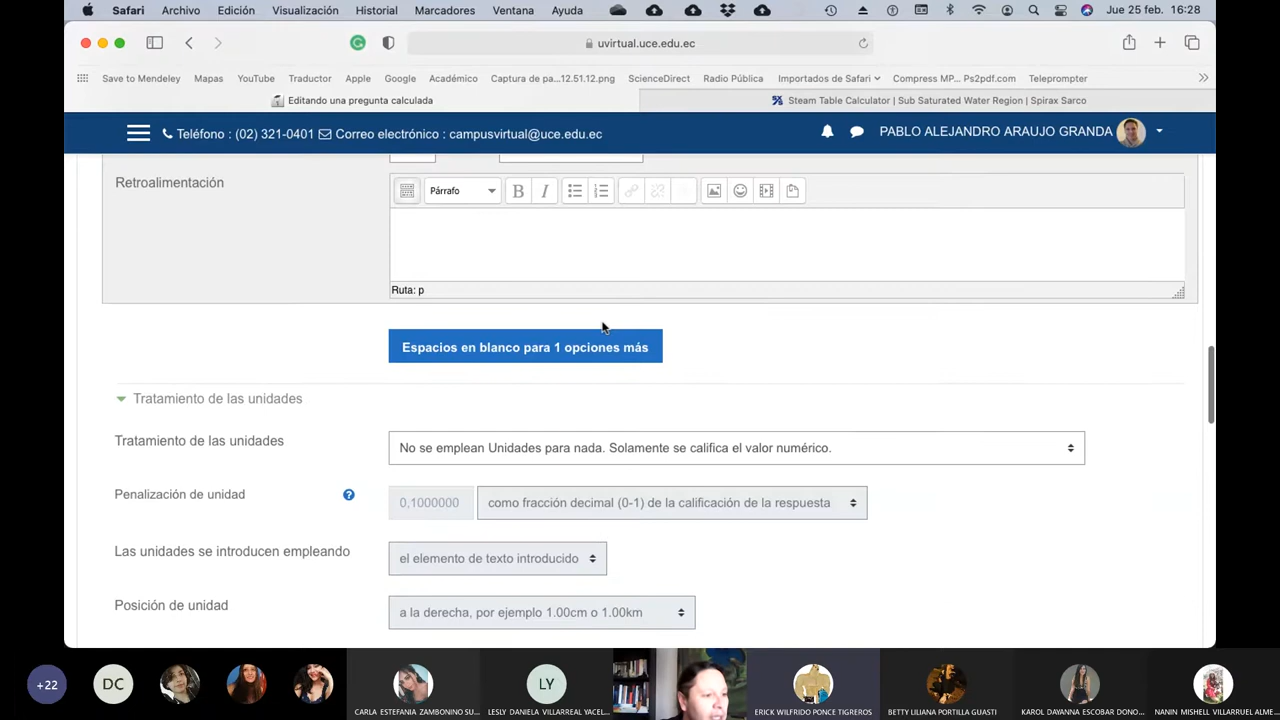 Safari Archivo Edición Visualización Historial Marcadores Ventana Ayuda Jue 25 feb. 16:28
uvirtual.uce.edu.ec
Save to Mendeley Mapas YouTube Traductor Apple Google Académico Captura de pa...12.51.12.png ScienceDirect Radio Pública Importados de Safari Compress MP... Ps2pdf.com Teleprompter
Editando una pregunta calculada Steam Table Calculator | Sub Saturated Water Region | Spirax Sarco
Teléfono : (02) 321-0401 Correo electrónico : campusvirtual@uce.edu.ec PABLO ALEJANDRO ARAUJO GRANDA
Retroalimentación
Párrafo B I
Ruta: p
Espacios en blanco para 1 opciones más
Tratamiento de las unidades
Tratamiento de las unidades No se emplean Unidades para nada. Solamente se califica el valor numérico.
Penalización de unidad ? 0,1000000 como fracción decimal (0-1) de la calificación de la respuesta
Las unidades se introducen empleando el elemento de texto introducido
Posición de unidad a la derecha, por ejemplo 1.00cm o 1.00km
+22 DC LY
CARLA ESTEFANIA ZAMBONINO SU... LESLY DANIELA VILLARREAL YACEL... ERICK WILFRIDO PONCE TIGREROS BETTY LILIANA PORTILLA GUASTI KAROL DAYANNA ESCOBAR DONO... NANIN MISHELL VILLARRUEL ALME...